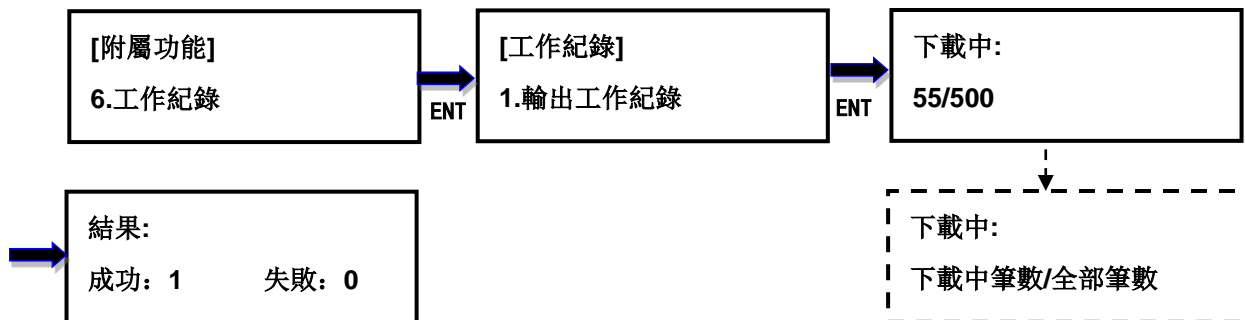 [附屬功能]
6.工作紀錄
ENT
[工作紀錄]
1.輸出工作紀錄
ENT
下載中:
55/500
結果:
成功：1 失敗：0
下載中:
下載中筆數/全部筆數